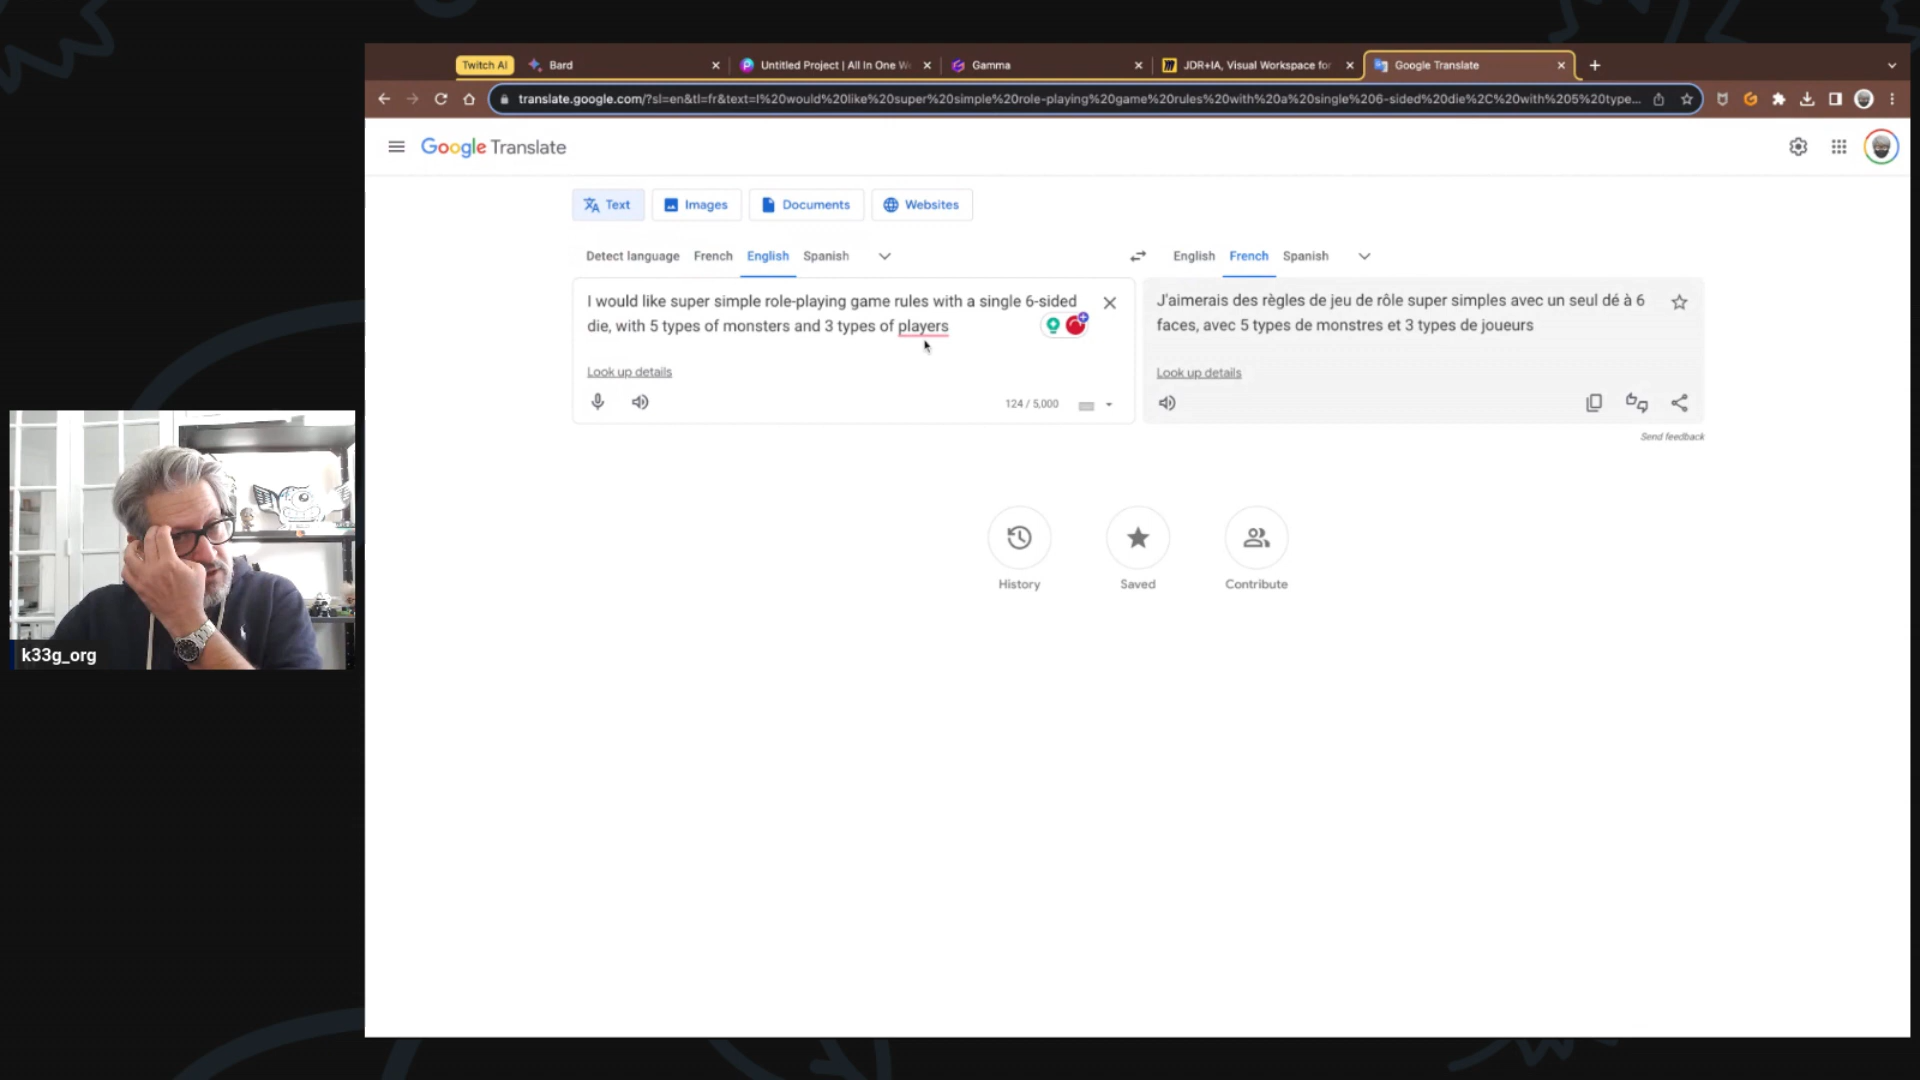 Twitch AI
Bard
Untitled Project | All In One W
Gamma
JDR+IA, Visual Workspace for
Google Translate
translate.google.com/?sl=en&tl=fr&text=I%20would%20like%20super%20simple%20role-playing%20game%20rules%20with%20a%20single%206-sided%20die%2C%20with%205%20type...
Google Translate
Text
Images
Documents
Websites
Detect language French English Spanish
English French Spanish
I would like super simple role-playing game rules with a single 6-sided
die, with 5 types of monsters and 3 types of players
Look up details
124 / 5,000
J'aimerais des règles de jeu de rôle super simples avec un seul dé à 6
faces, avec 5 types de monstres et 3 types de joueurs
Look up details
Send feedback
History
Saved
Contribute
k33g_org